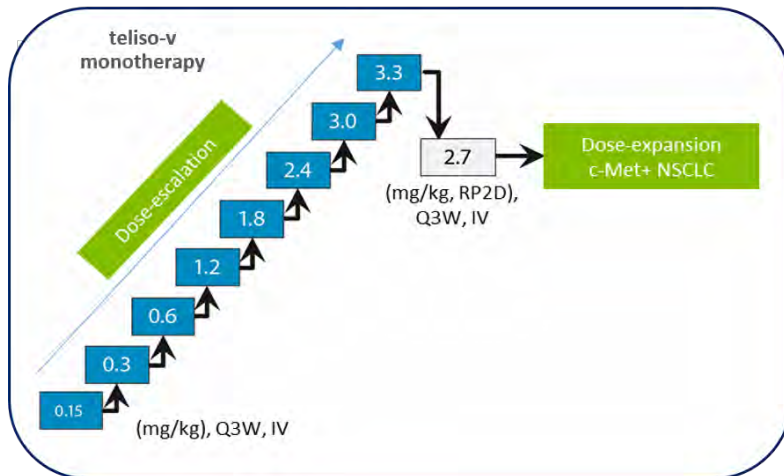 teliso-v
monotherapy
Dose-escalation
3.3
3.0
2.4
1.8
1.2
0.6
0.3
0.15
(mg/kg), Q3W, IV
2.7
(mg/kg, RP2D),
Q3W, IV
Dose-expansion
c-Met+ NSCLC